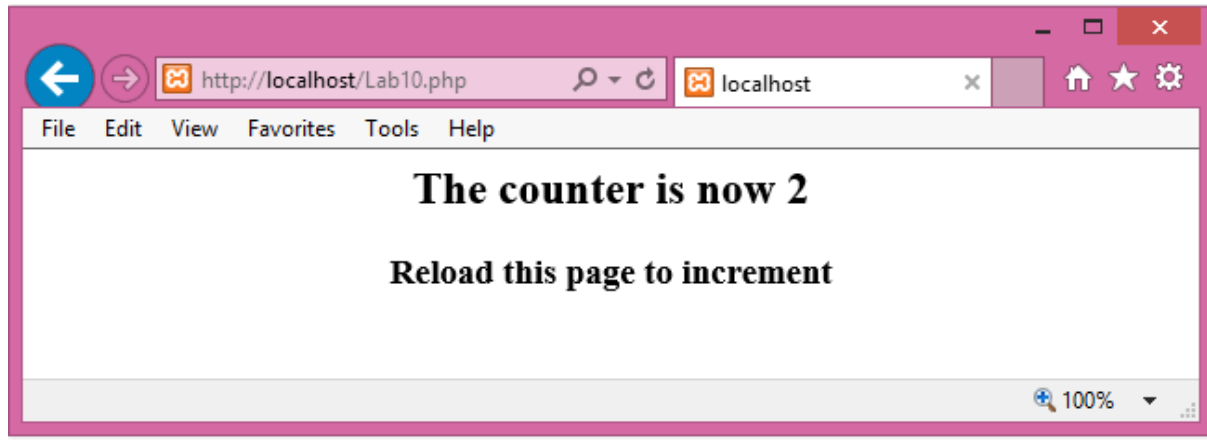 http://localhost/Lab10.php
localhost
File Edit View Favorites Tools Help
The counter is now 2
Reload this page to increment
100%